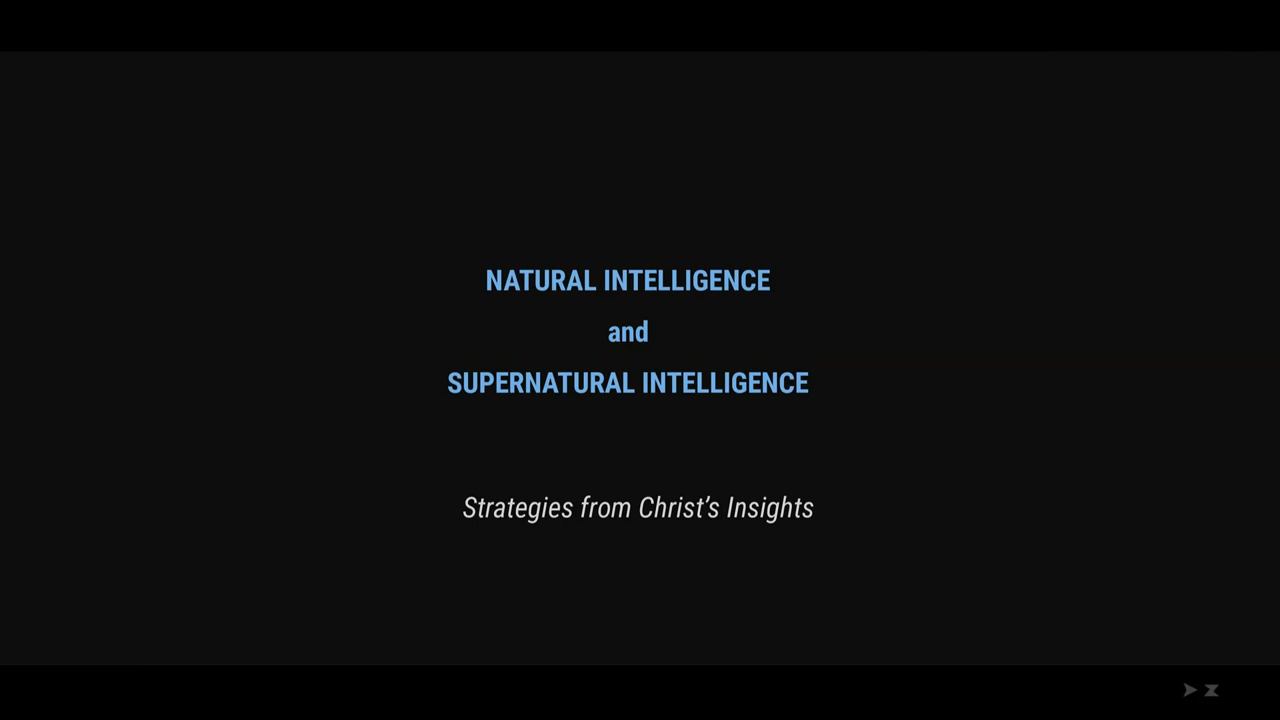 NATURAL INTELLIGENCE
and
SUPERNATURAL INTELLIGENCE
Strategies from Christ's Insights